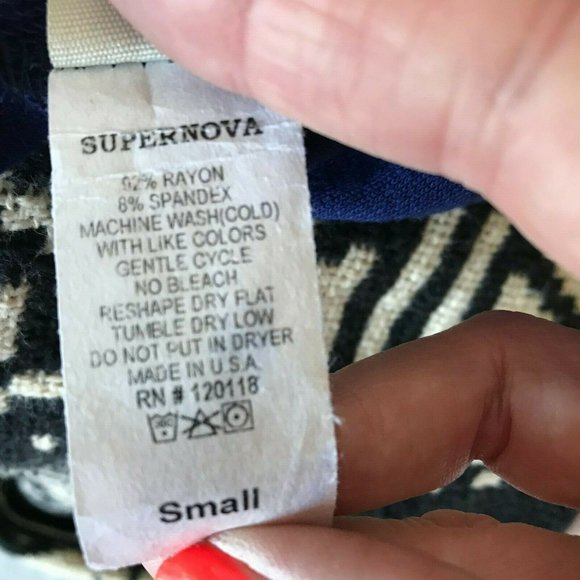 SUPERNOVA
92% RAYON
8% SPANDEX
MACHINE WASH(COLD)
WITH LIKE COLORS
GENTLE CYCLE
NO BLEACH
RESHAPE DRY FLAT
TUMBLE DRY LOW
DO NOT PUT IN DRYER
MADE IN U.S.A.
RN # 120118
Small